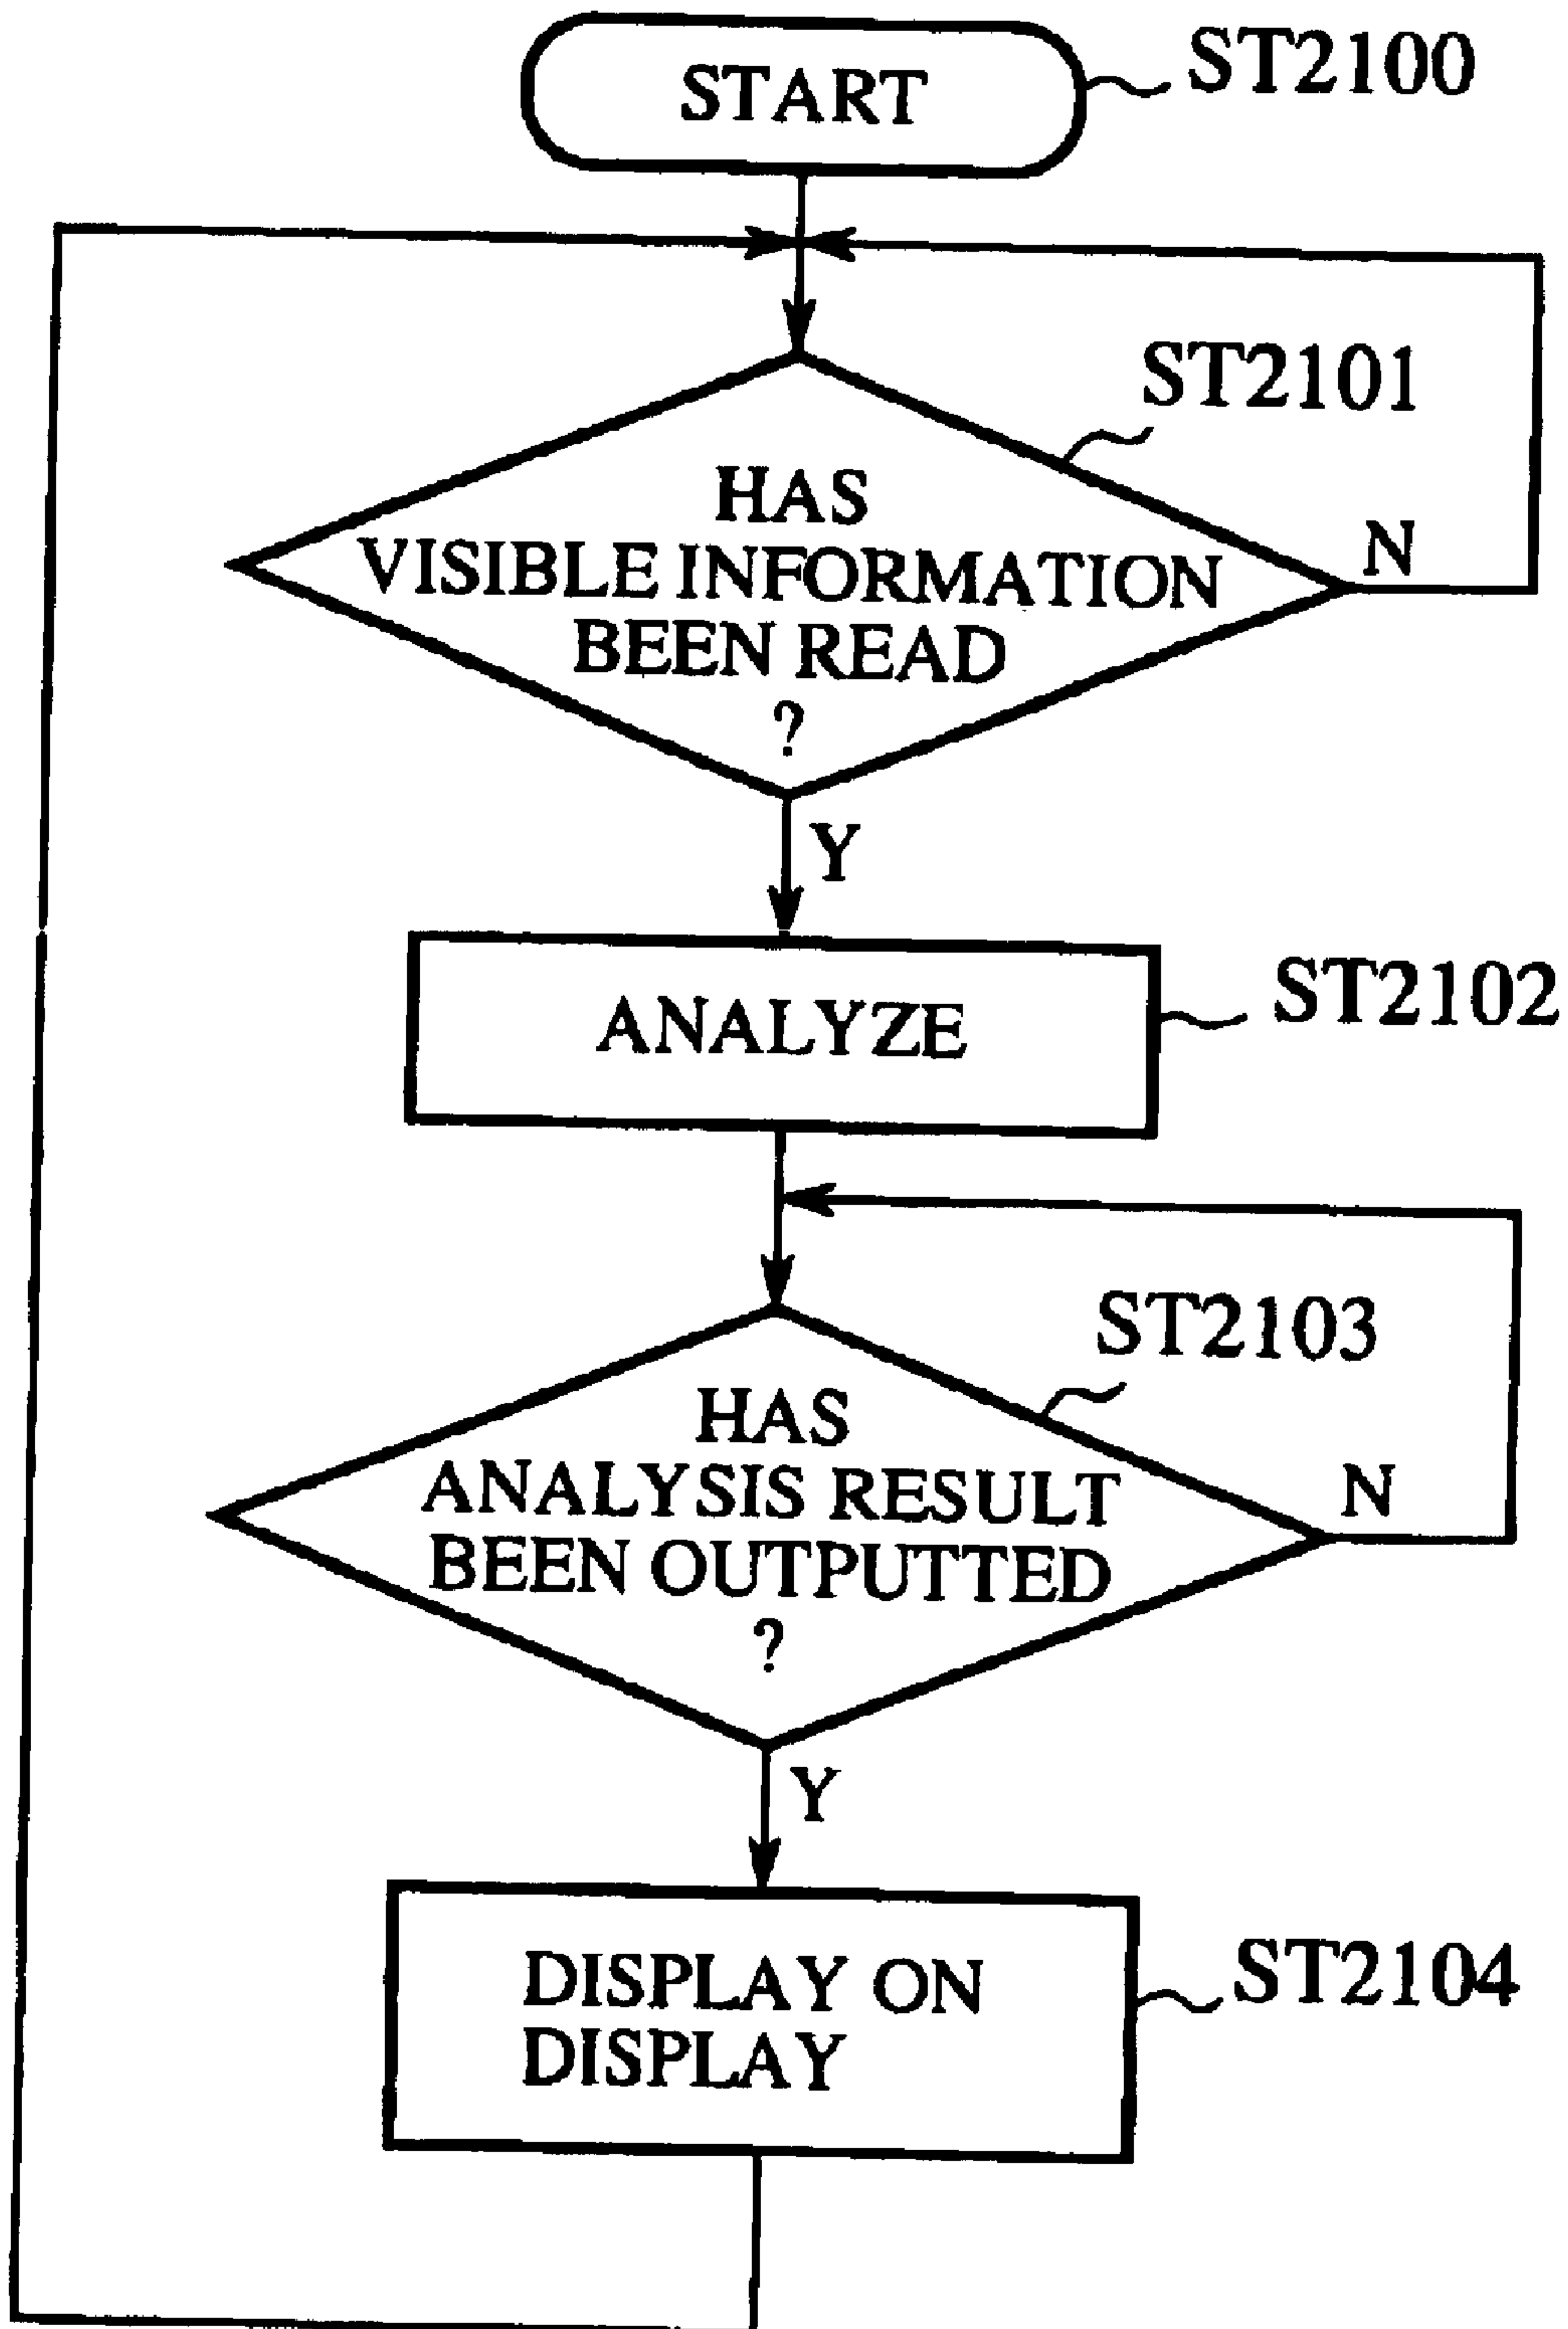 START
ST2100
ST2101
HAS
VISIBLE INFORMATION
BEEN READ
?
N
Y
ANALYZE
ST2102
ST2103
HAS
ANALYSIS RESULT
BEEN OUTPUTTED
?
N
Y
DISPLAY ON
DISPLAY
ST2104